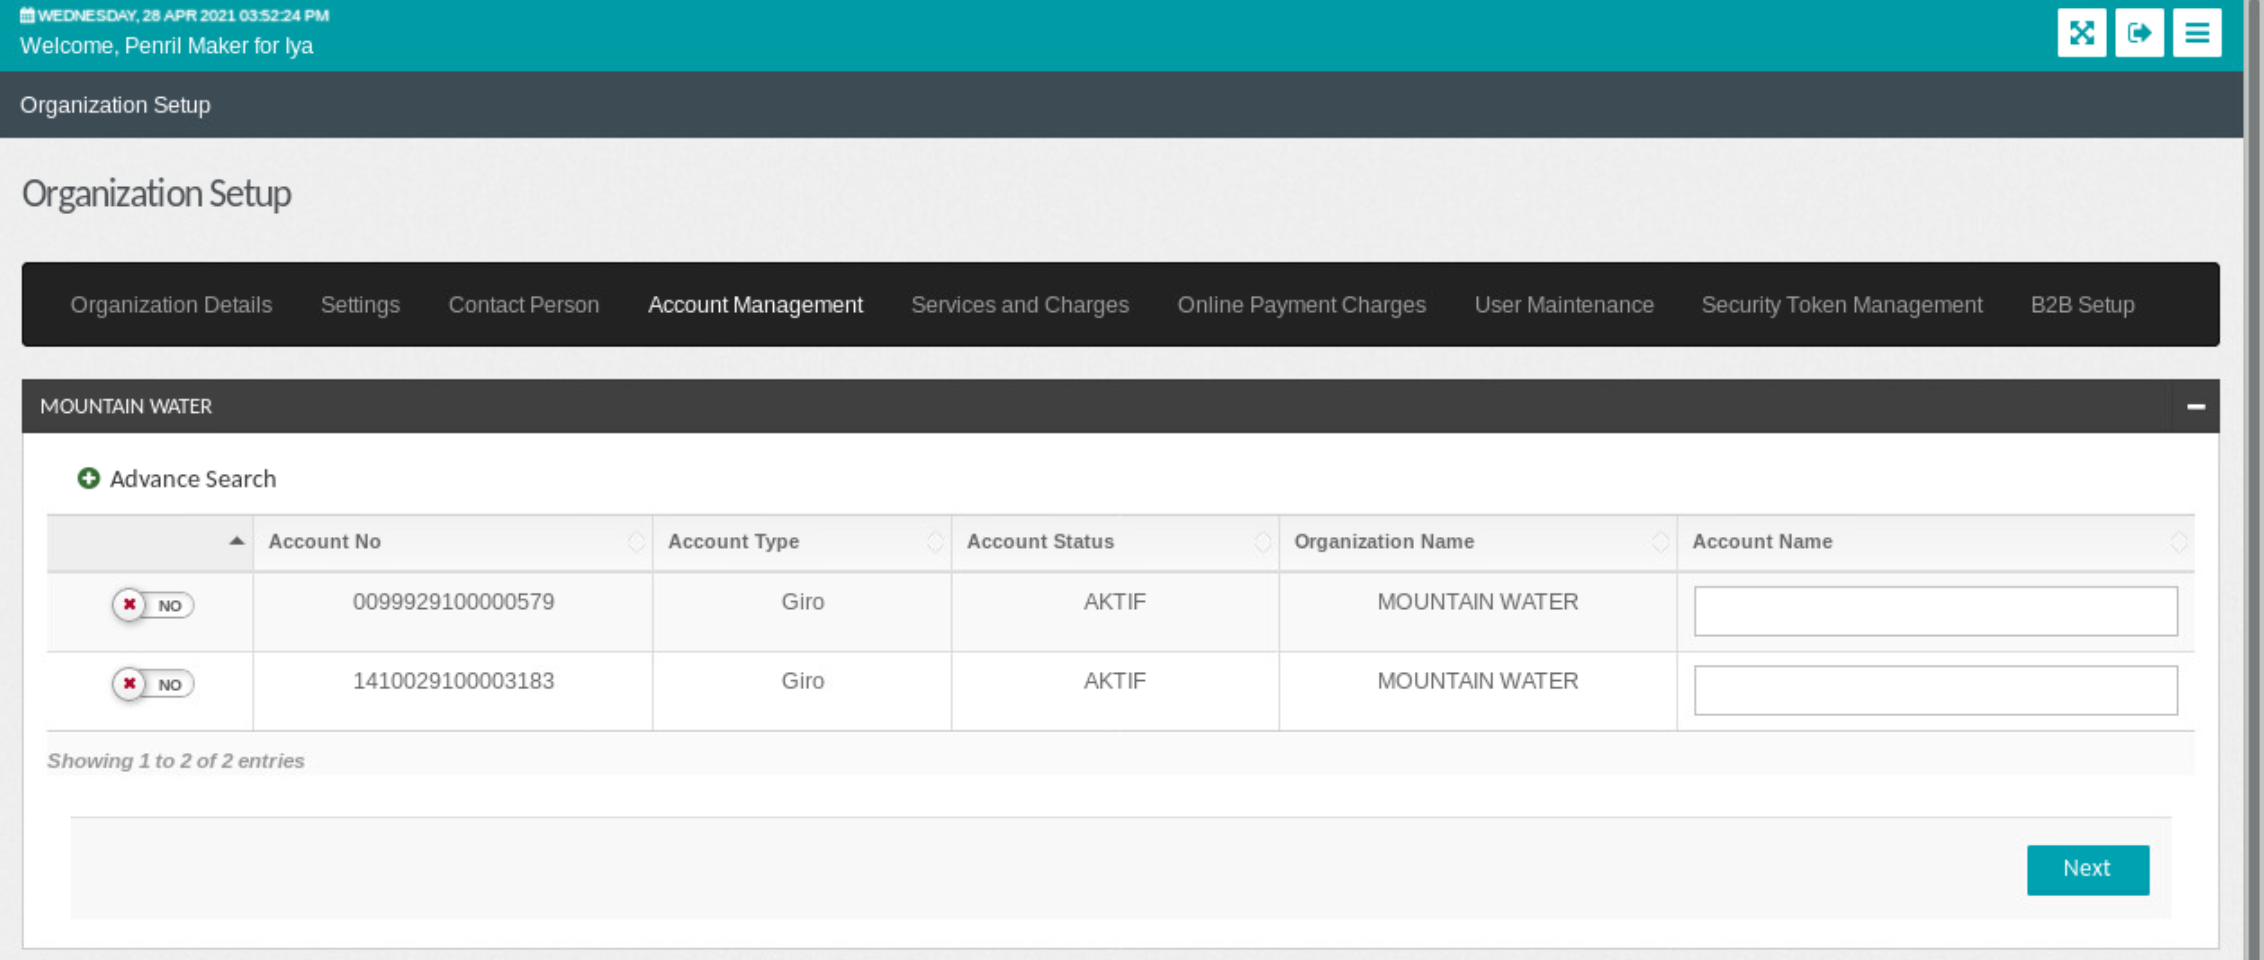 WEDNESDAY, 28 APR 2021 03:52:24 PM
Welcome, Penril Maker for Iya
Organization Setup
Organization Setup
Organization Details Settings Contact Person Account Management Services and Charges Online Payment Charges User Maintenance Security Token Management B2B Setup
MOUNTAIN WATER
Advance Search
Account No Account Type Account Status Organization Name Account Name
NO 0099929100000579 Giro AKTIF MOUNTAIN WATER
NO 1410029100003183 Giro AKTIF MOUNTAIN WATER
Showing 1 to 2 of 2 entries
Next